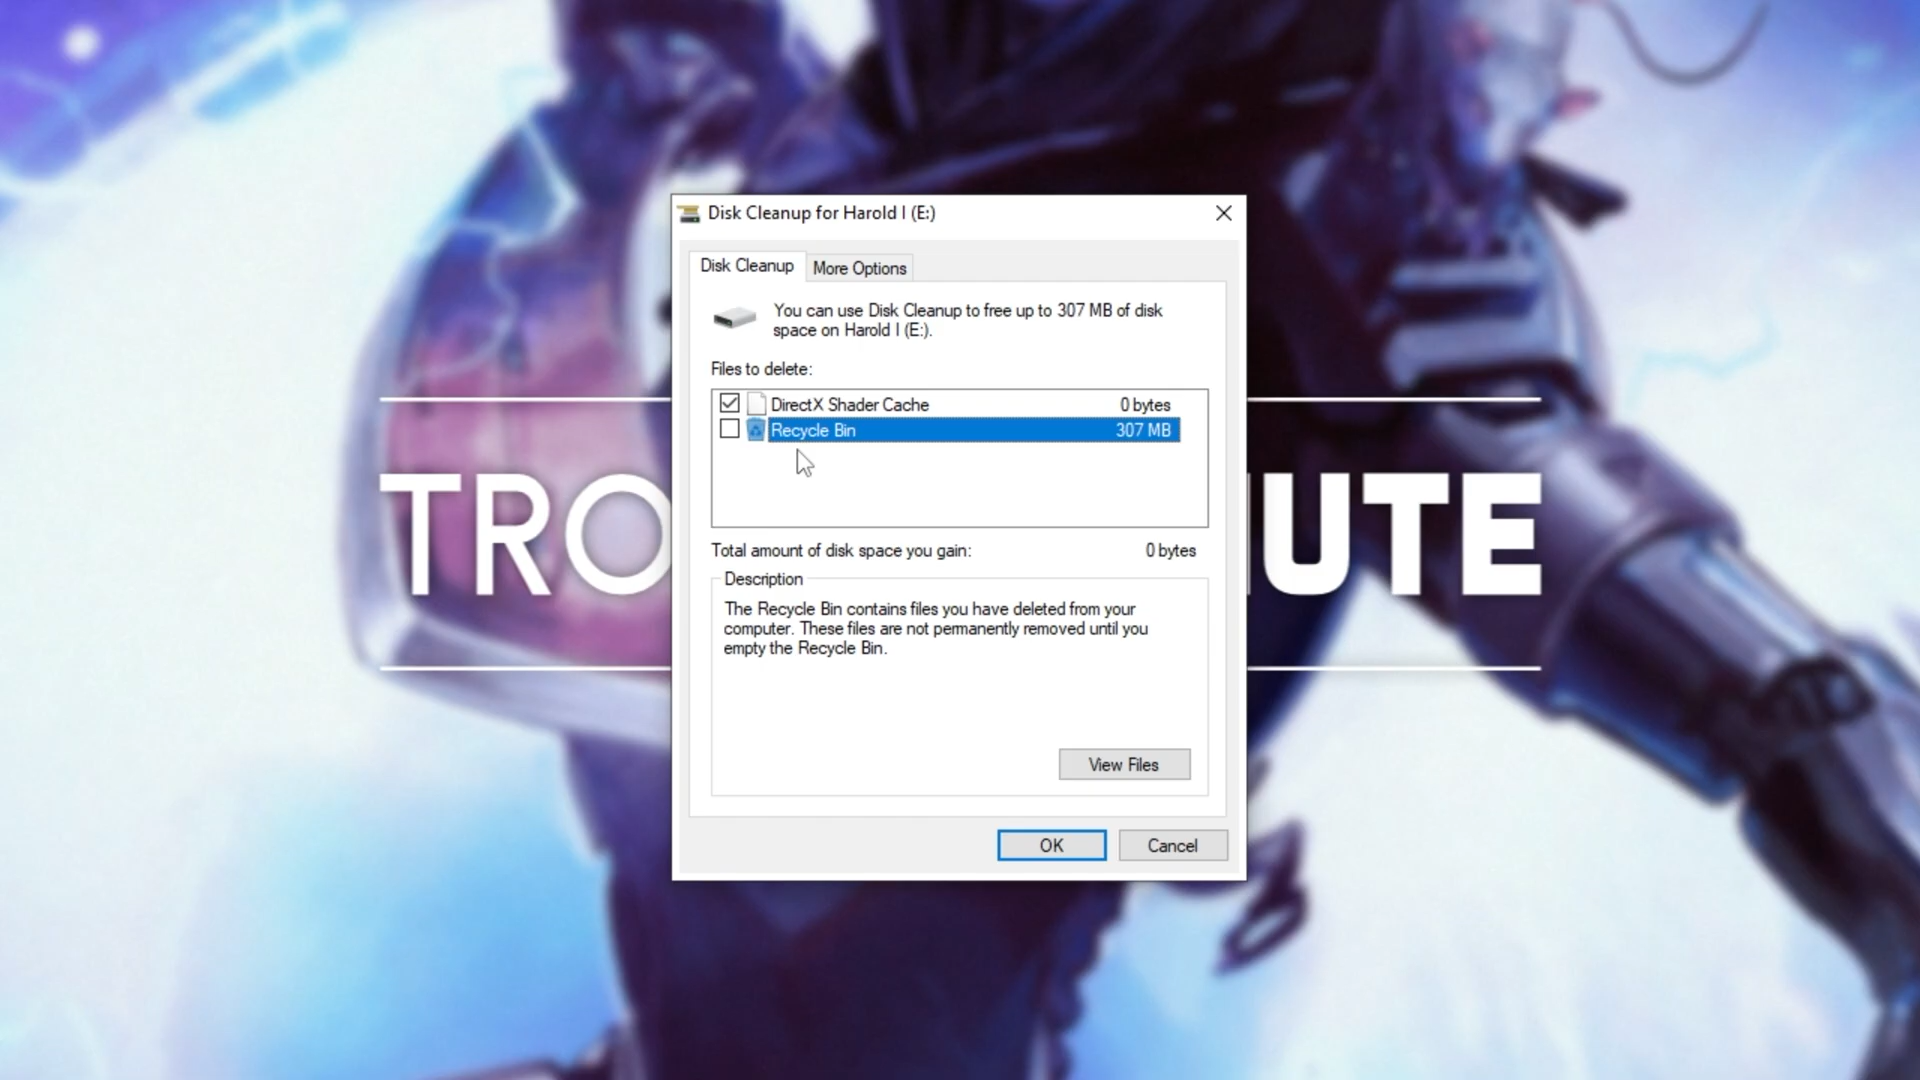 Disk Cleanup for Harold I (E:)
Disk Cleanup
More Options
You can use Disk Cleanup to free up to 307 MB of disk
space on Harold I (E:).
Files to delete:
DirectX Shader Cache 0 bytes
Recycle Bin 307 MB
TRO UTE
Total amount of disk space you gain: 0 bytes
Description
The Recycle Bin contains files you have deleted from your
computer. These files are not permanently removed until you
empty the Recycle Bin.
View Files
OK Cancel